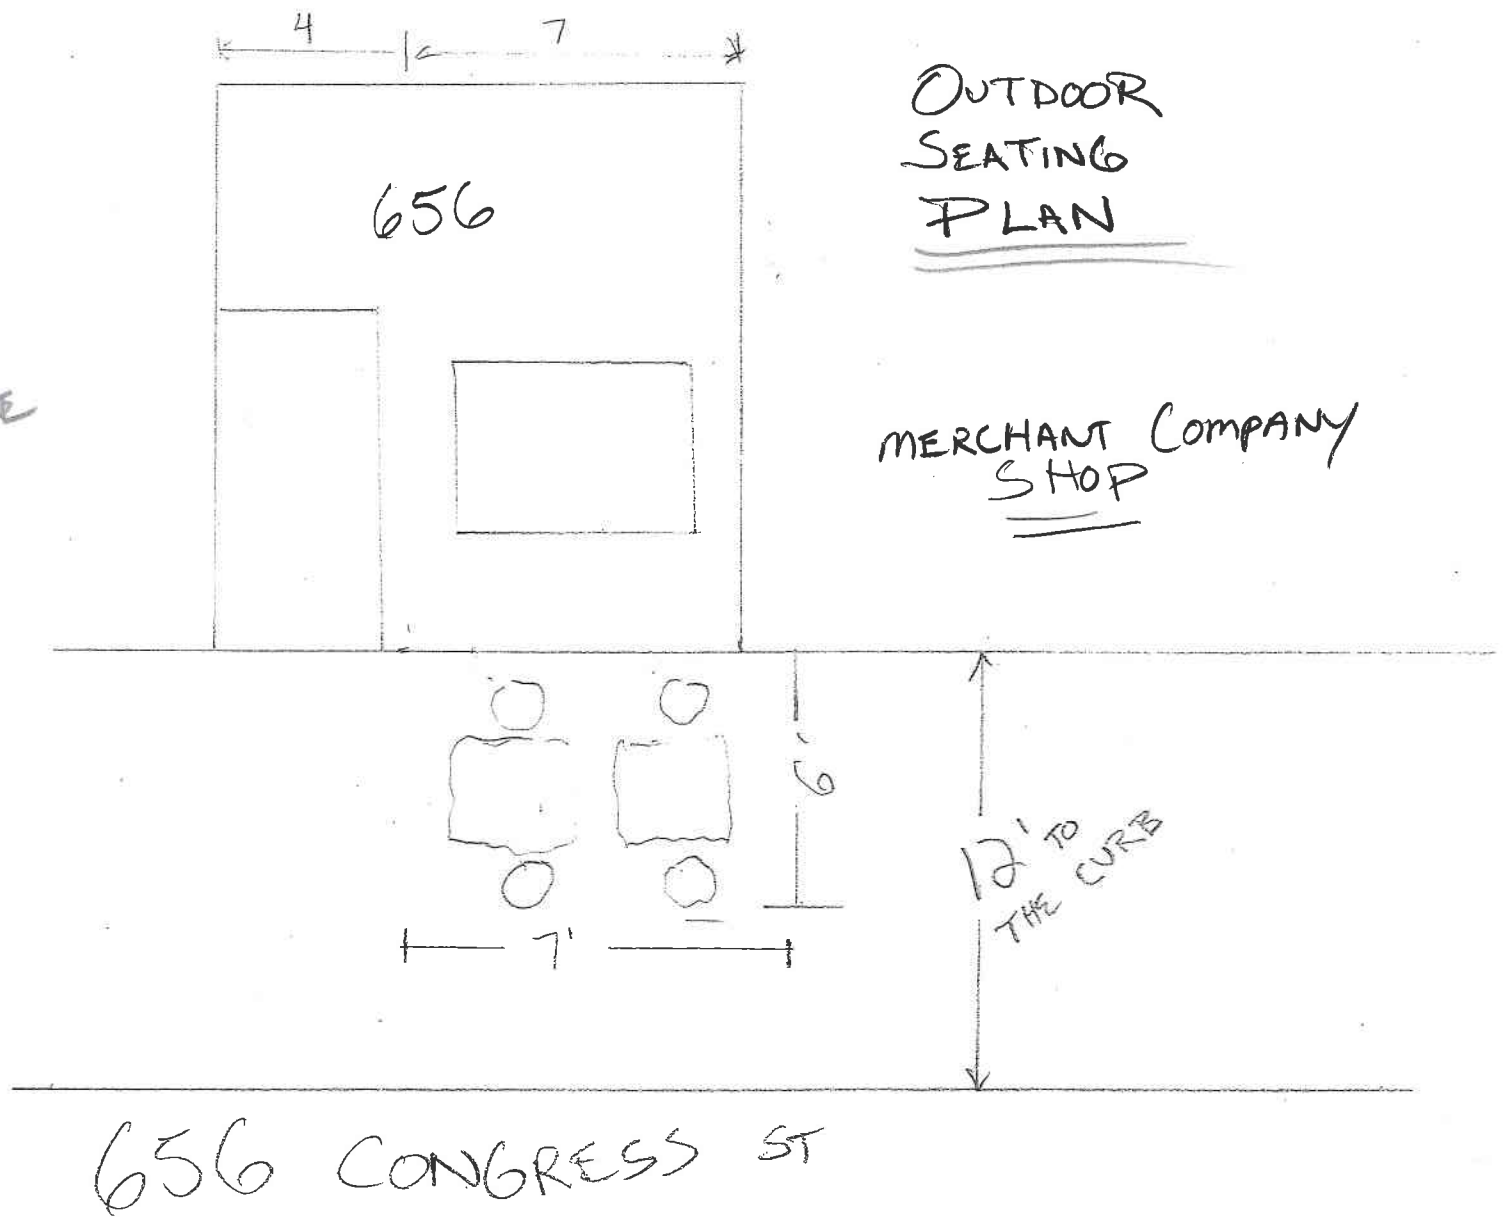 4 7
OUTDOOR
SEATING
PLAN
656
MERCHANT COMPANY
SHOP
6'
12' TO
THE CURB
7'
656 CONGRESS ST